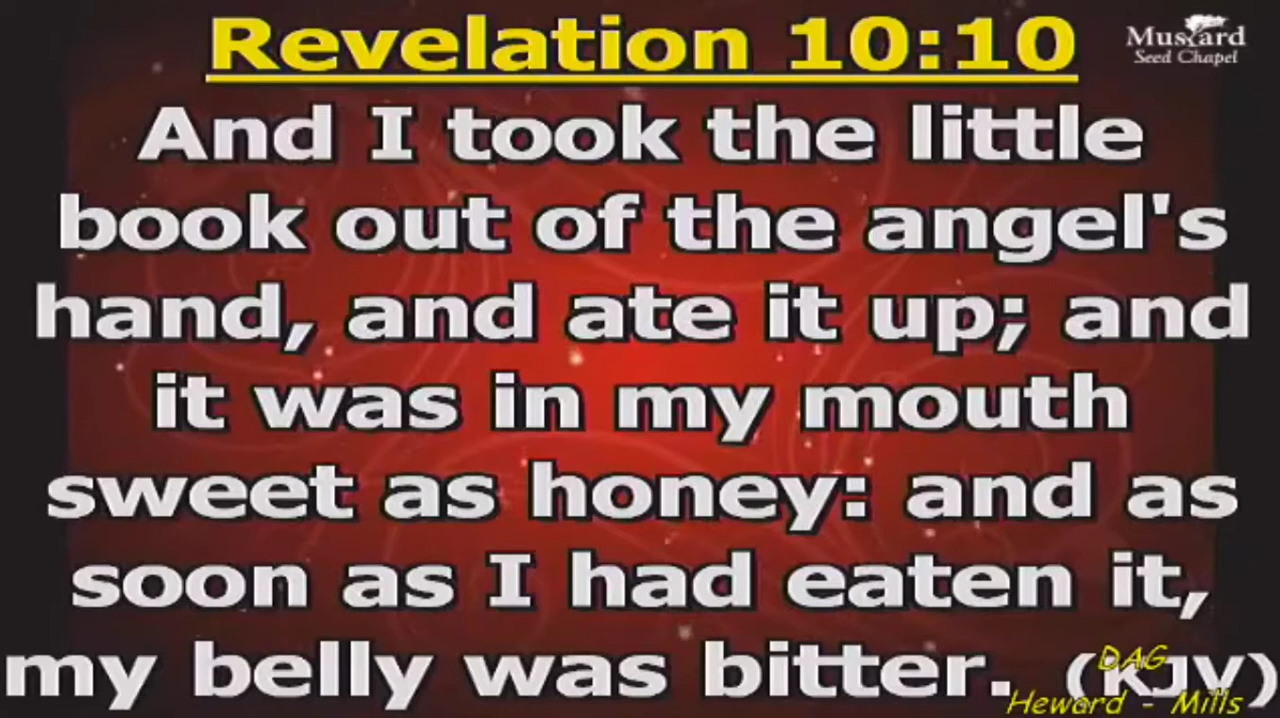 Revelation 10:10
Mustard
Seed Chapel
And I took the little
book out of the angel's
hand, and ate it up; and
it was in my mouth
sweet as honey: and as
soon as I had eaten it,
my belly was bitter. (KJV)
DAG
Heward - Mills